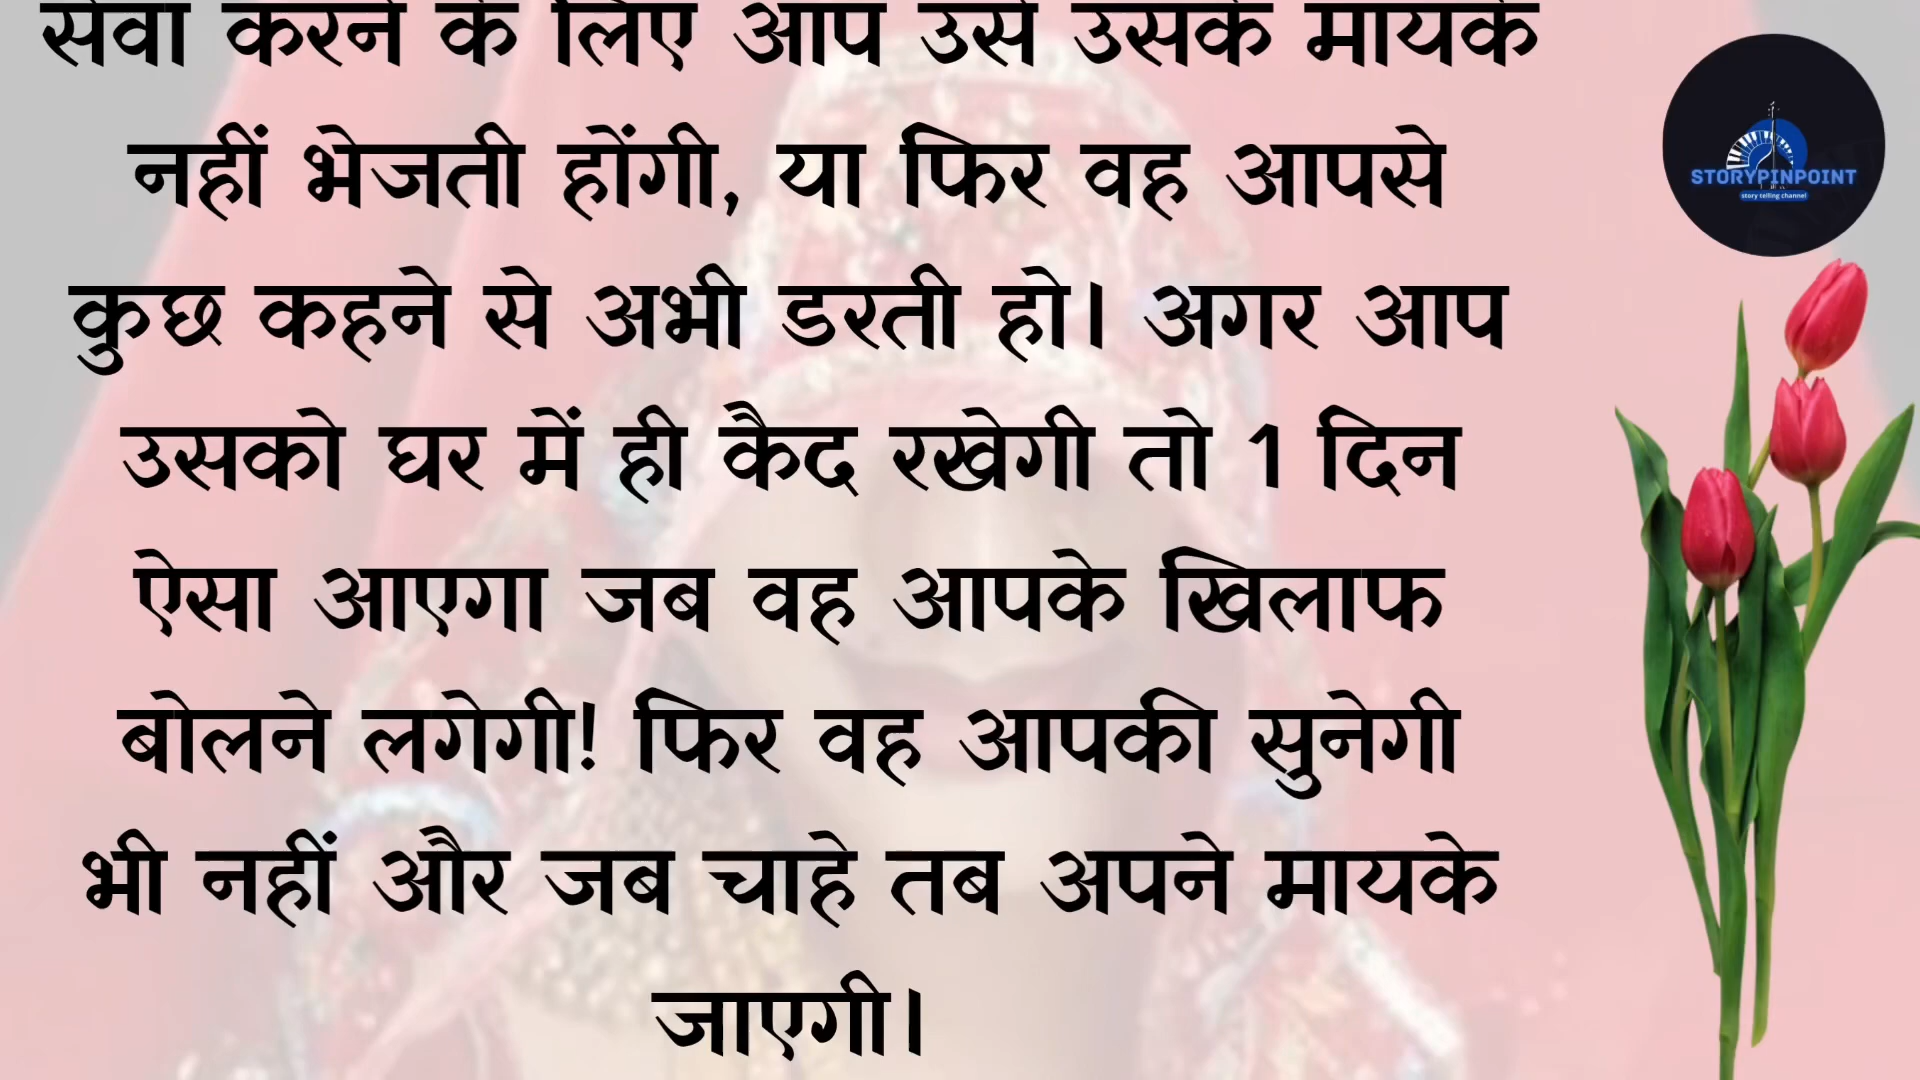 सेवा करने के लिए आप उसे उसके मायके
नहीं भेजती होंगी, या फिर वह आपसे
कुछ कहने से अभी डरती हो। अगर आप
उसको घर में ही कैद रखेगी तो 1 दिन
ऐसा आएगा जब वह आपके खिलाफ
बोलने लगेगी! फिर वह आपकी सुनेगी
भी नहीं और जब चाहे तब अपने मायके
जाएगी।
STORYPINPOINT
story telling channel